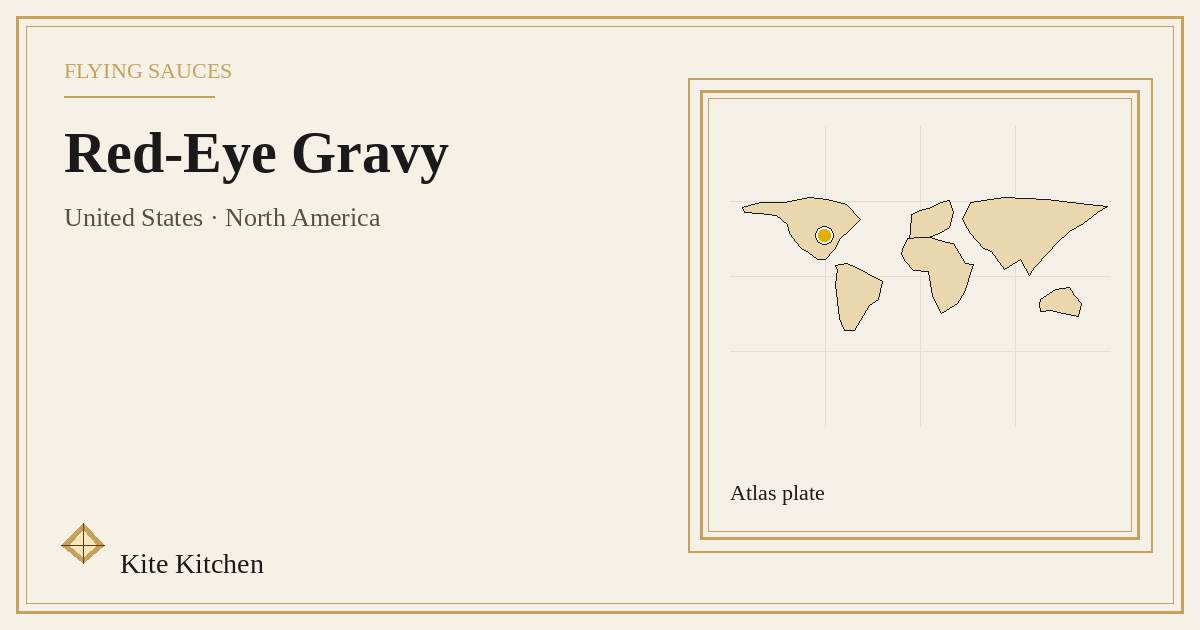 FLYING SAUCES
Red-Eye Gravy
United States · North America
Atlas plate
Kite Kitchen